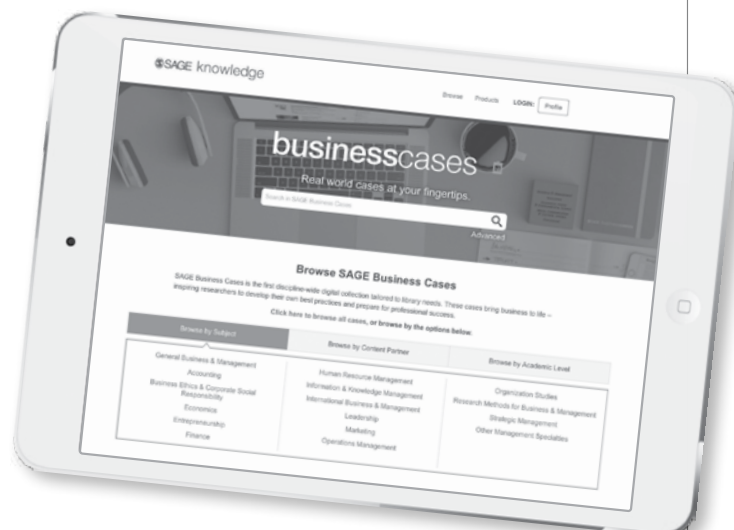 SAGE knowledge
Browse Products LOGIN: Profile
businesscases
Real world cases at your fingertips.
Search in SAGE Business Cases
Advanced
Browse SAGE Business Cases
SAGE Business Cases is the first discipline-wide digital collection tailored to library needs. These cases bring business to life –
inspiring researchers to develop their own best practices and prepare for professional success.
Click here to browse all cases, or browse by the options below.
Browse by Subject
Browse by Content Partner
Browse by Academic Level
General Business & Management
Accounting
Business Ethics & Corporate Social
Responsibility
Economics
Entrepreneurship
Finance
Human Resource Management
Information & Knowledge Management
International Business & Management
Leadership
Marketing
Operations Management
Organization Studies
Research Methods for Business & Management
Strategic Management
Other Management Specialties